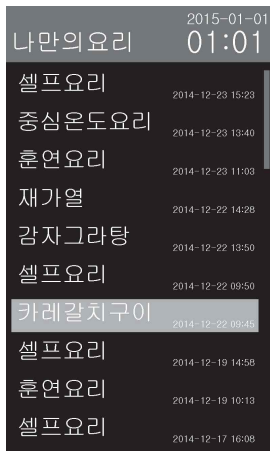 2015-01-01
나만의요리 01:01
셀프요리 2014-12-23 15:23
중심온도요리 2014-12-23 13:40
훈연요리 2014-12-23 11:03
재가열 2014-12-22 14:28
감자그라탕 2014-12-22 13:50
셀프요리 2014-12-22 09:50
카레갈치구이 2014-12-22 09:45
셀프요리 2014-12-19 14:58
훈연요리 2014-12-19 10:13
셀프요리 2014-12-17 16:08